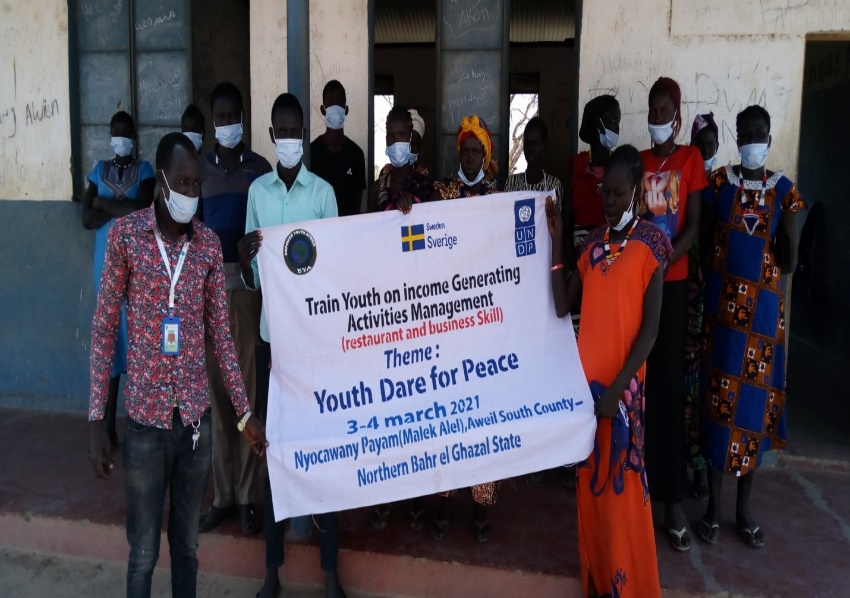 Sweden
Sverige
U N
D P
B Y A
Train Youth on income Generating
Activities Management
(restaurant and business Skill)
Theme :
Youth Dare for Peace
3-4 march 2021
Nyocawany Payam(Malek Alel),Aweil South County–
Northern Bahr el Ghazal State
Awien